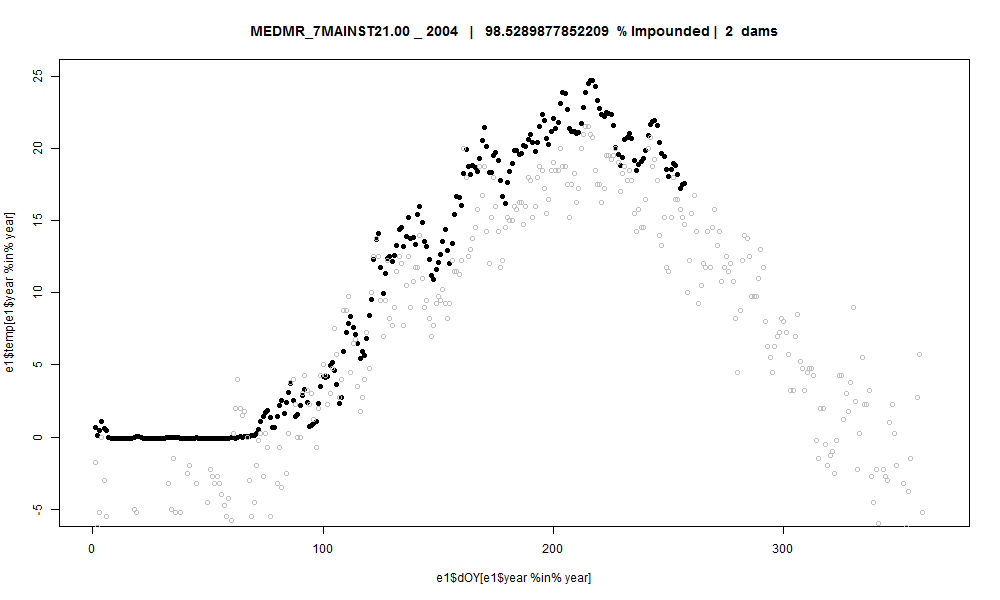 MEDMR_7MAINST21.00 _ 2004 | 98.5289877852209 % Impounded | 2 dams
e1$temp[e1$year %in% year]
25
20
15
10
5
0
-5
0 100 200 300
e1$dOY[e1$year %in% year]